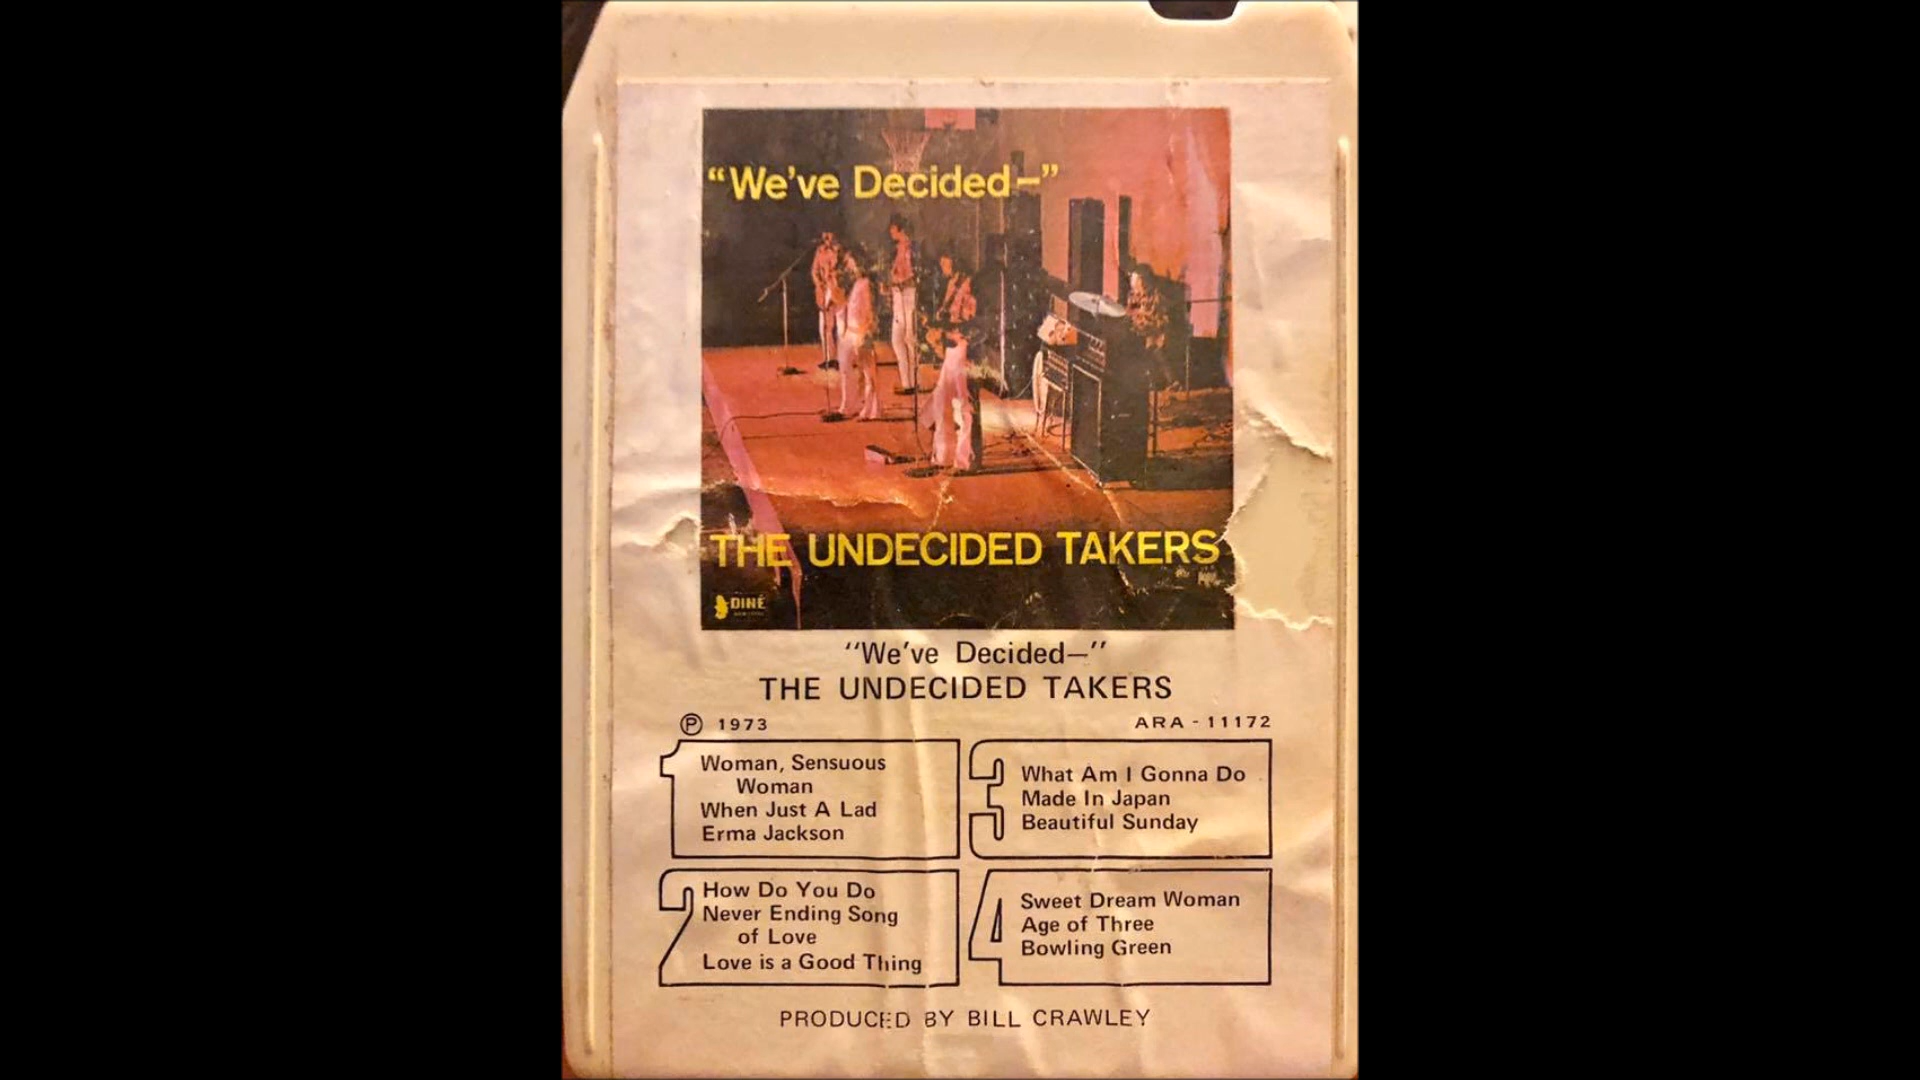 “We’ve Decided—”
THE UNDECIDED TAKERS
DINÉ
“We’ve Decided—”
THE UNDECIDED TAKERS
Ⓟ 1973
ARA - 11172
1
Woman, Sensuous
Woman
When Just A Lad
Erma Jackson
2
How Do You Do
Never Ending Song
of Love
Love is a Good Thing
3
What Am I Gonna Do
Made In Japan
Beautiful Sunday
4
Sweet Dream Woman
Age of Three
Bowling Green
PRODUCED BY BILL CRAWLEY